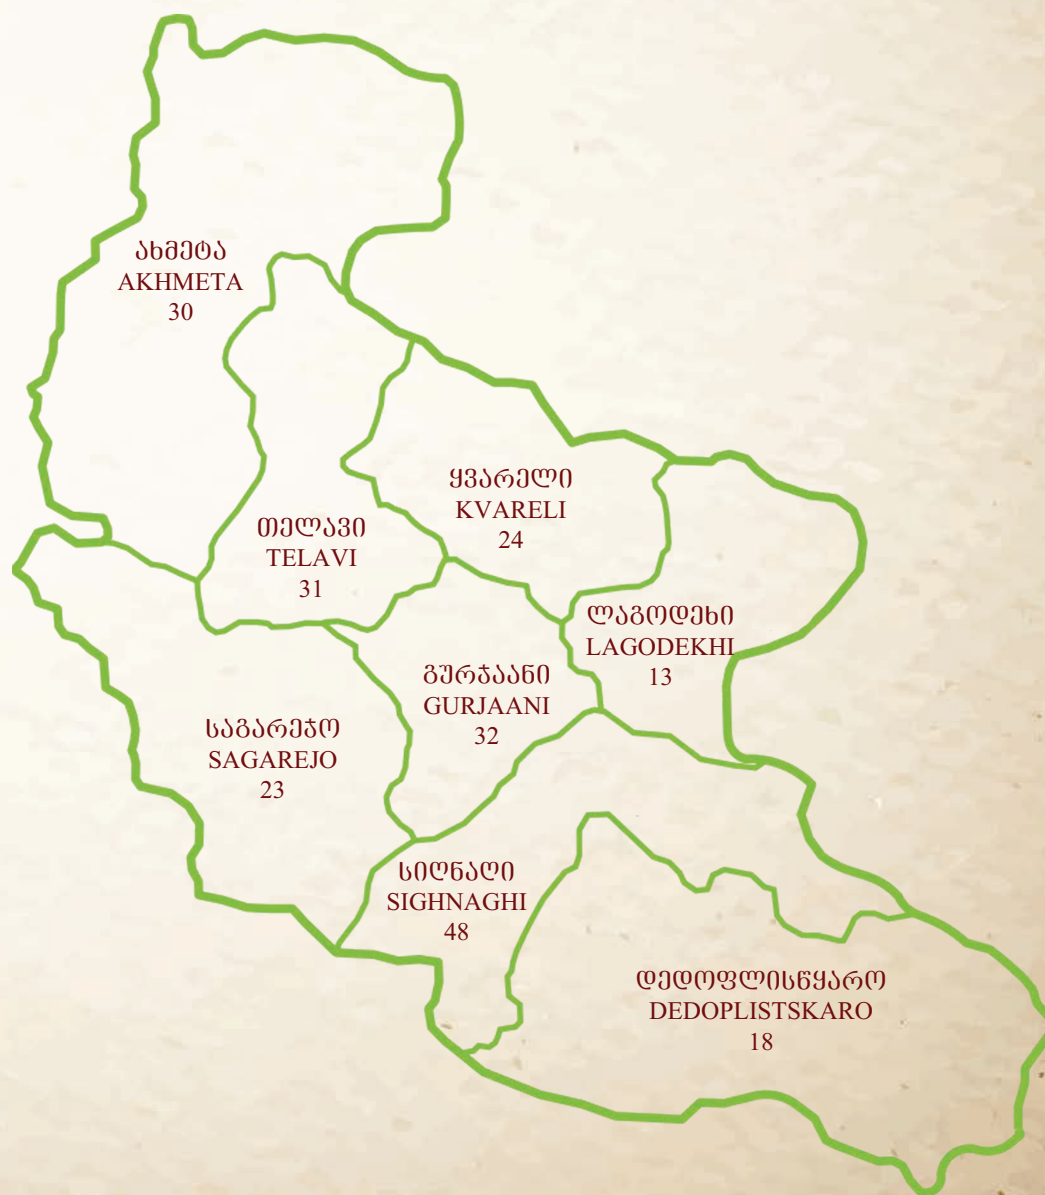 ახმეტა
AKHMETA
30
თელავი
TELAVI
31
ყვარელი
KVARELI
24
ლაგოდეხი
LAGODEKHI
13
გურჯაანი
GURJAANI
32
საგარეჯო
SAGAREJO
23
სიღნაღი
SIGHNAGHI
48
დედოფლისწყარო
DEDOPLISTSKARO
18